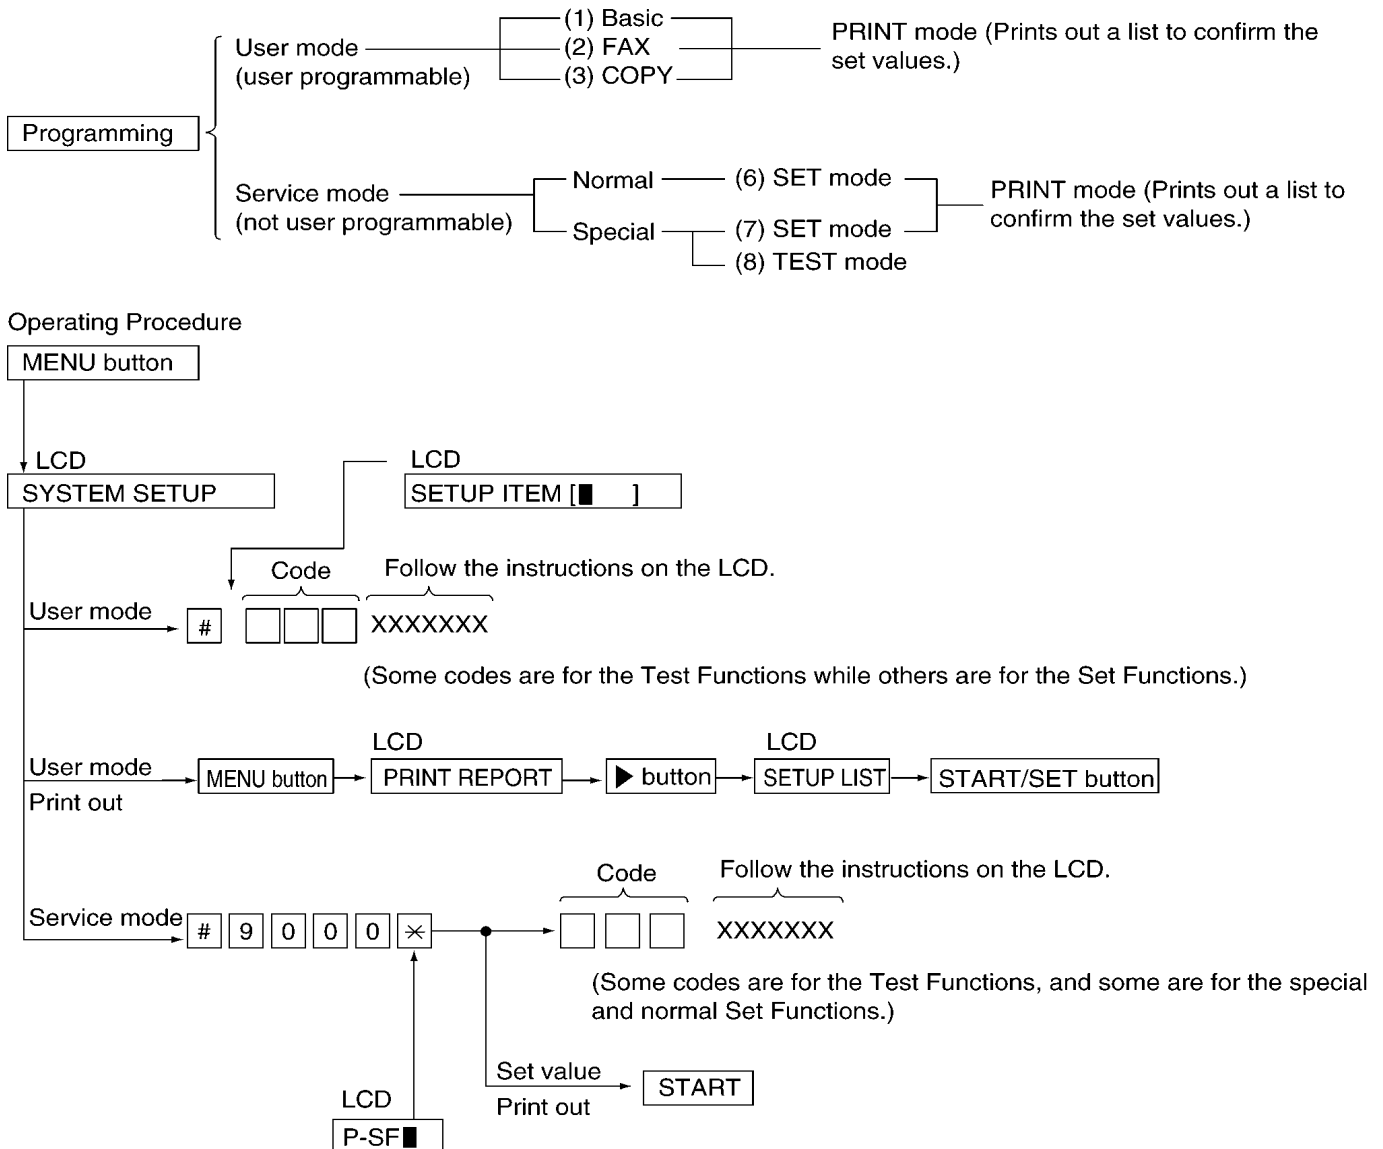 (1) Basic
User mode
(2) FAX
PRINT mode (Prints out a list to confirm the
(user programmable)
(3) COPY
set values.)
Programming
Service mode
Normal
(6) SET mode
PRINT mode (Prints out a list to
(not user programmable)
Special
(7) SET mode
confirm the set values.)
(8) TEST mode
Operating Procedure
MENU button
LCD
SYSTEM SETUP
LCD
SETUP ITEM [█ ]
Code
Follow the instructions on the LCD.
User mode
#
XXXXXXX
(Some codes are for the Test Functions while others are for the Set Functions.)
User mode
Print out
MENU button
LCD
PRINT REPORT
▶ button
LCD
SETUP LIST
START/SET button
Code
Follow the instructions on the LCD.
Service mode
# 9 0 0 0 ✳
XXXXXXX
(Some codes are for the Test Functions, and some are for the special
and normal Set Functions.)
Set value
Print out
START
LCD
P-SF█